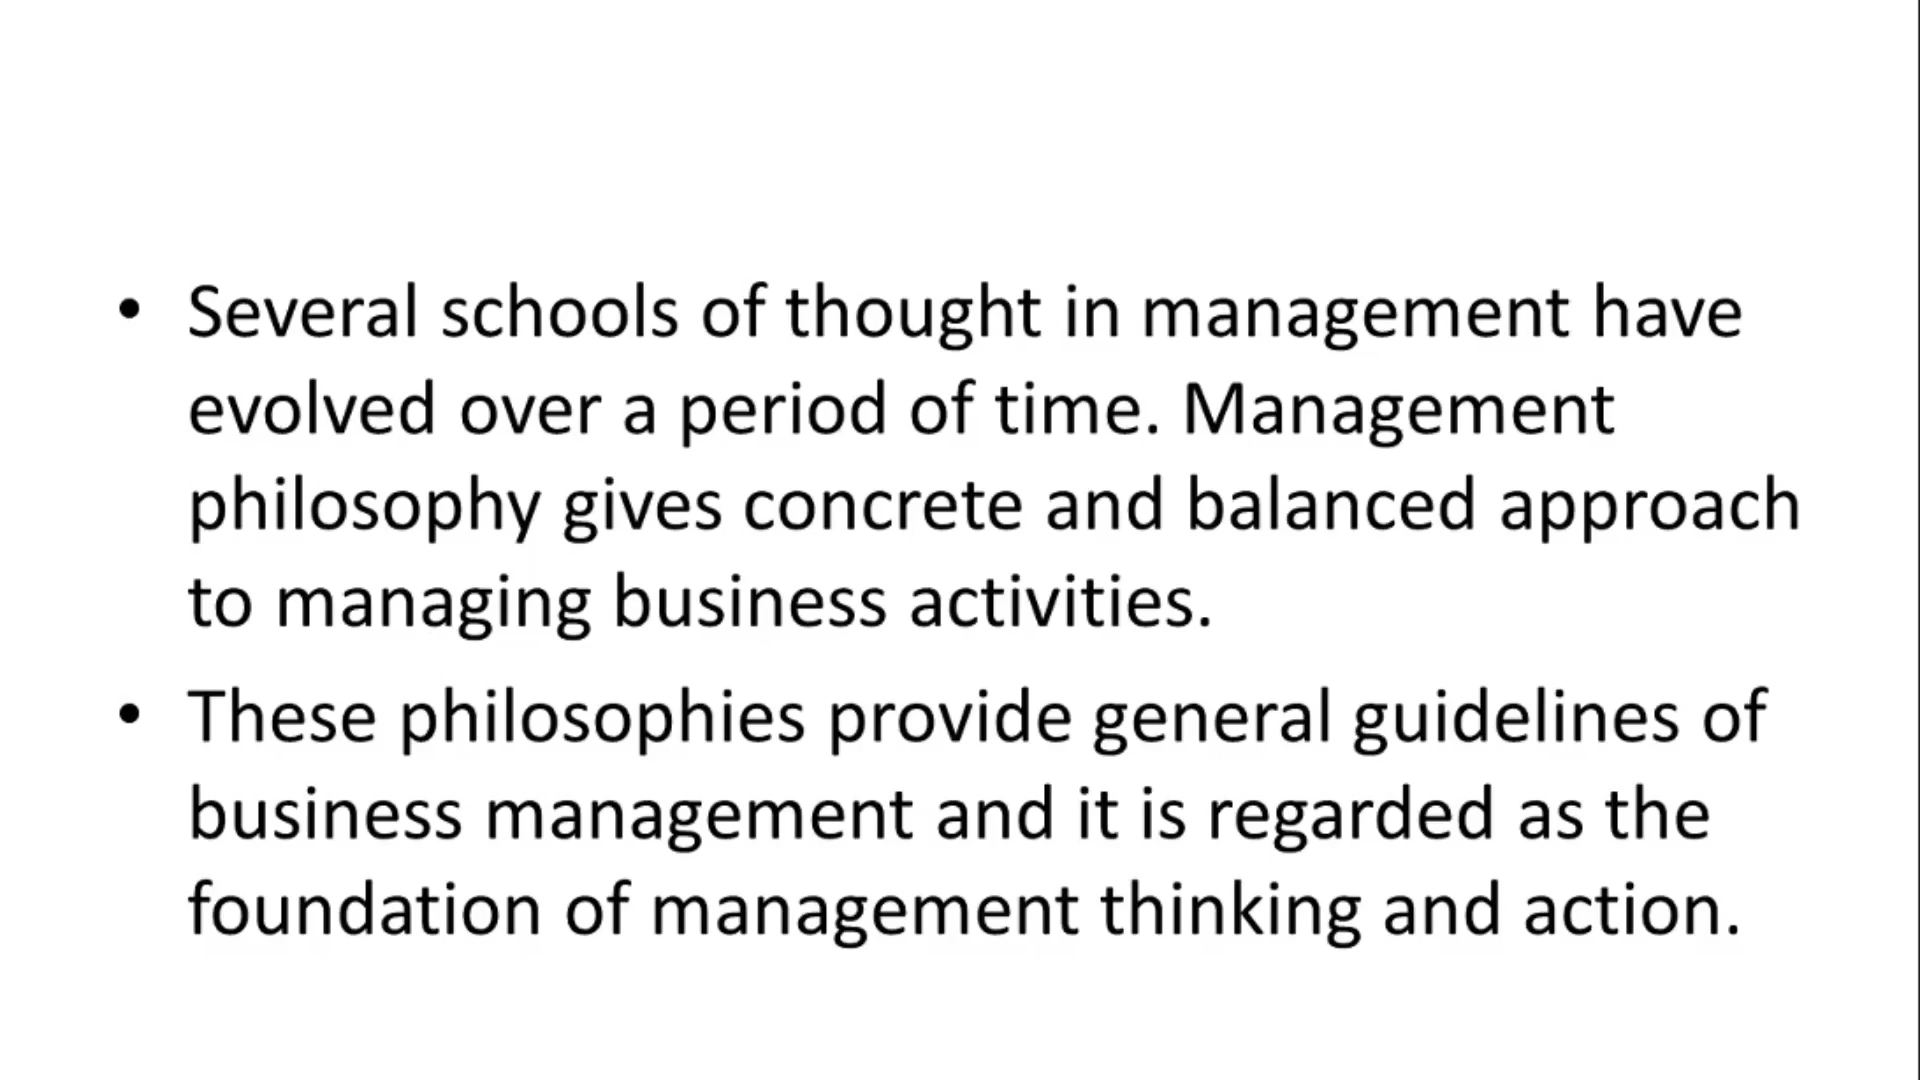 • Several schools of thought in management have
evolved over a period of time. Management
philosophy gives concrete and balanced approach
to managing business activities.
• These philosophies provide general guidelines of
business management and it is regarded as the
foundation of management thinking and action.